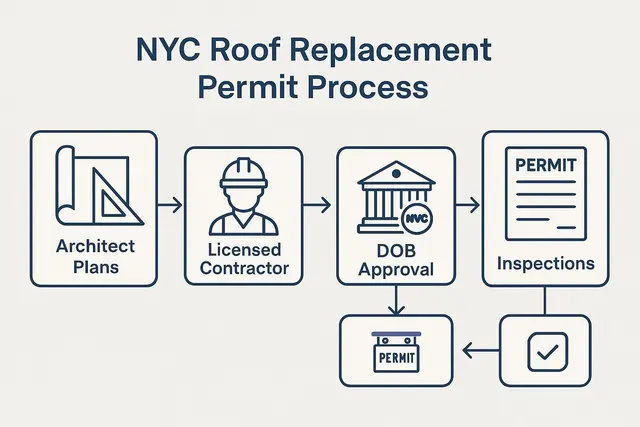 NYC Roof Replacement
Permit Process
Architect
Plans
Licensed
Contractor
NYC
DOB
Approval
PERMIT
Inspections
PERMIT